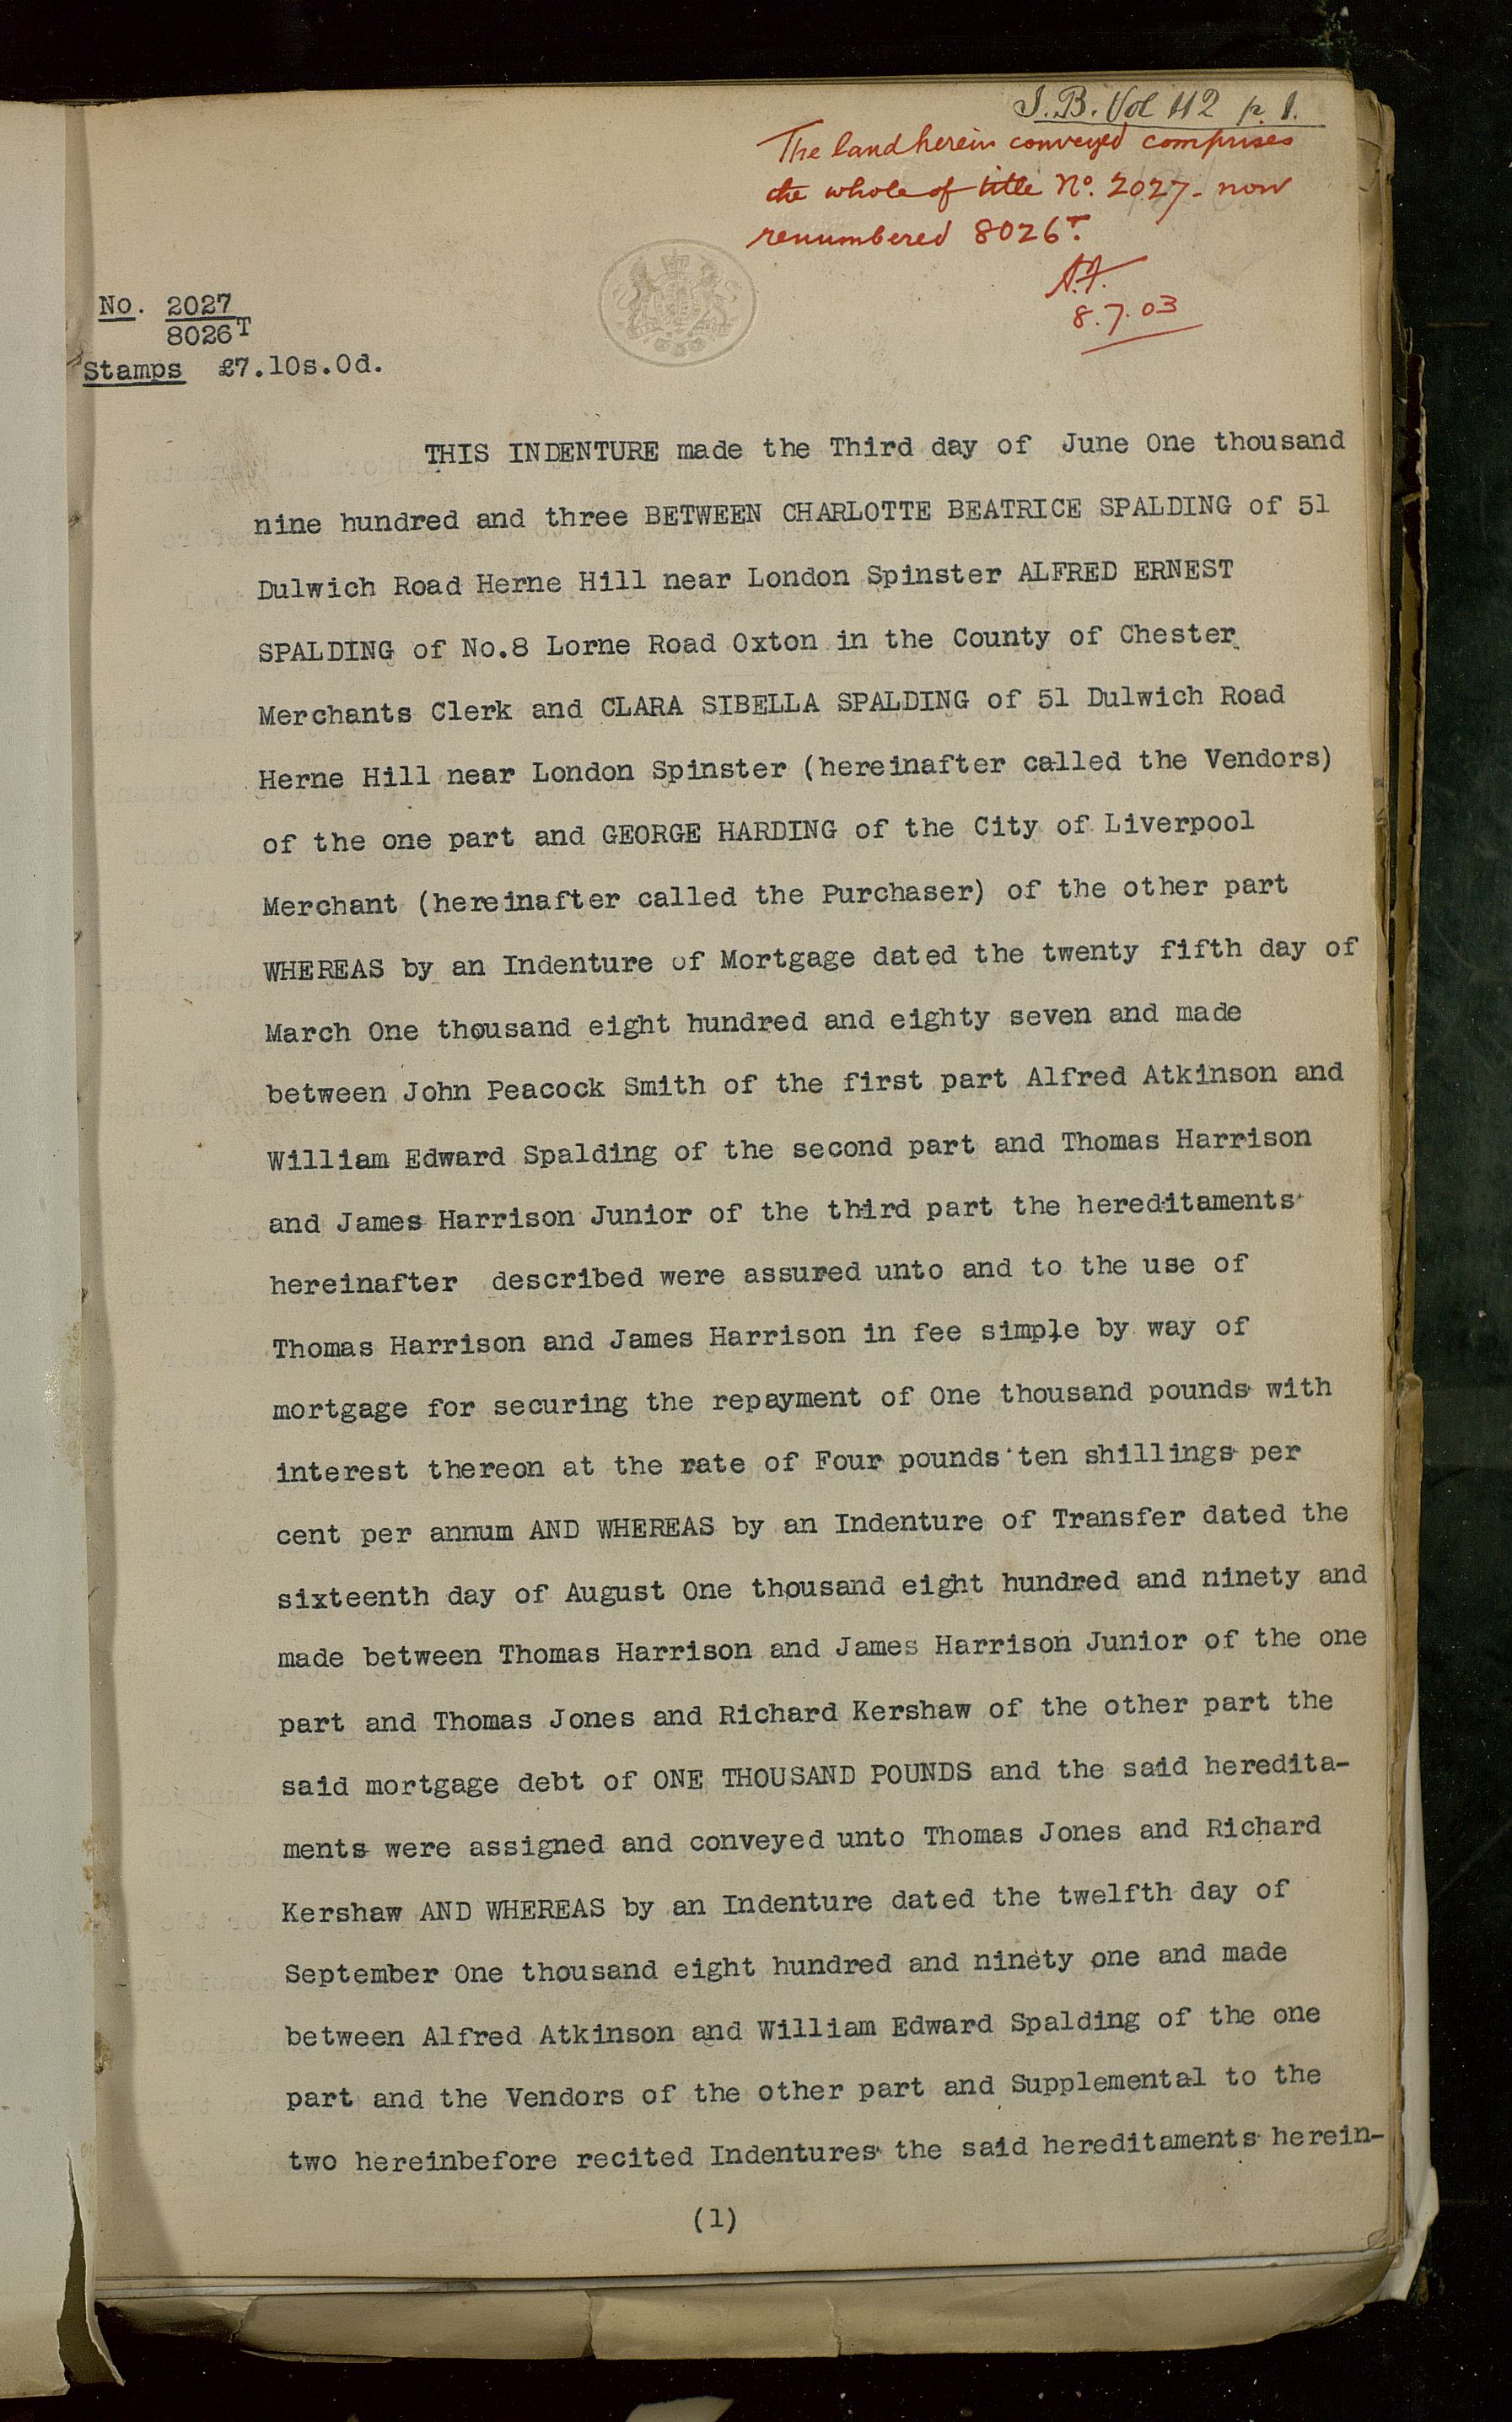 S.B. Vol 112 p. 1.
The land herein conveyed comprises
the whole of title No. 2027 - now
renumbered 8026T.
8.7.03
No. 2027
8026T
Stamps £7.10s.0d.
THIS INDENTURE made the Third day of June One thousand
nine hundred and three BETWEEN CHARLOTTE BEATRICE SPALDING of 51
Dulwich Road Herne Hill near London Spinster ALFRED ERNEST
SPALDING of No.8 Lorne Road Oxton in the County of Chester
Merchants Clerk and CLARA SIBELLA SPALDING of 51 Dulwich Road
Herne Hill near London Spinster (hereinafter called the Vendors)
of the one part and GEORGE HARDING of the City of Liverpool
Merchant (hereinafter called the Purchaser) of the other part
WHEREAS by an Indenture of Mortgage dated the twenty fifth day of
March One thousand eight hundred and eighty seven and made
between John Peacock Smith of the first part Alfred Atkinson and
William Edward Spalding of the second part and Thomas Harrison
and James Harrison Junior of the third part the hereditaments
hereinafter described were assured unto and to the use of
Thomas Harrison and James Harrison in fee simple by way of
mortgage for securing the repayment of One thousand pounds with
interest thereon at the rate of Four pounds ten shillings per
cent per annum AND WHEREAS by an Indenture of Transfer dated the
sixteenth day of August One thousand eight hundred and ninety and
made between Thomas Harrison and James Harrison Junior of the one
part and Thomas Jones and Richard Kershaw of the other part the
said mortgage debt of ONE THOUSAND POUNDS and the said heredita-
ments were assigned and conveyed unto Thomas Jones and Richard
Kershaw AND WHEREAS by an Indenture dated the twelfth day of
September One thousand eight hundred and ninety one and made
between Alfred Atkinson and William Edward Spalding of the one
part and the Vendors of the other part and Supplemental to the
two hereinbefore recited Indentures the said hereditaments herein-
(1)